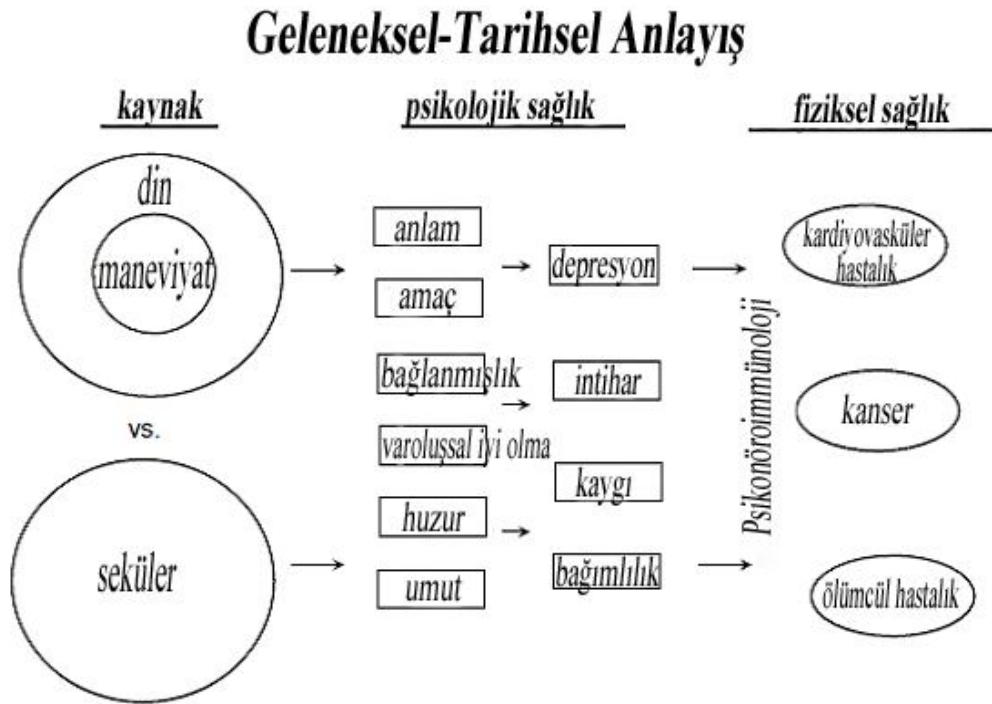 Geleneksel-Tarihsel Anlayış
kaynak
psikolojik sağlık
fiziksel sağlık
din
maneviyat
vs.
seküler
anlam
amaç
bağlanmışlık
varoluşsal iyi olma
huzur
umut
depresyon
intihar
kaygı
bağımlılık
Psikonöroimmünoloji
kardiyovasküler
hastalık
kanser
ölümcül hastalık